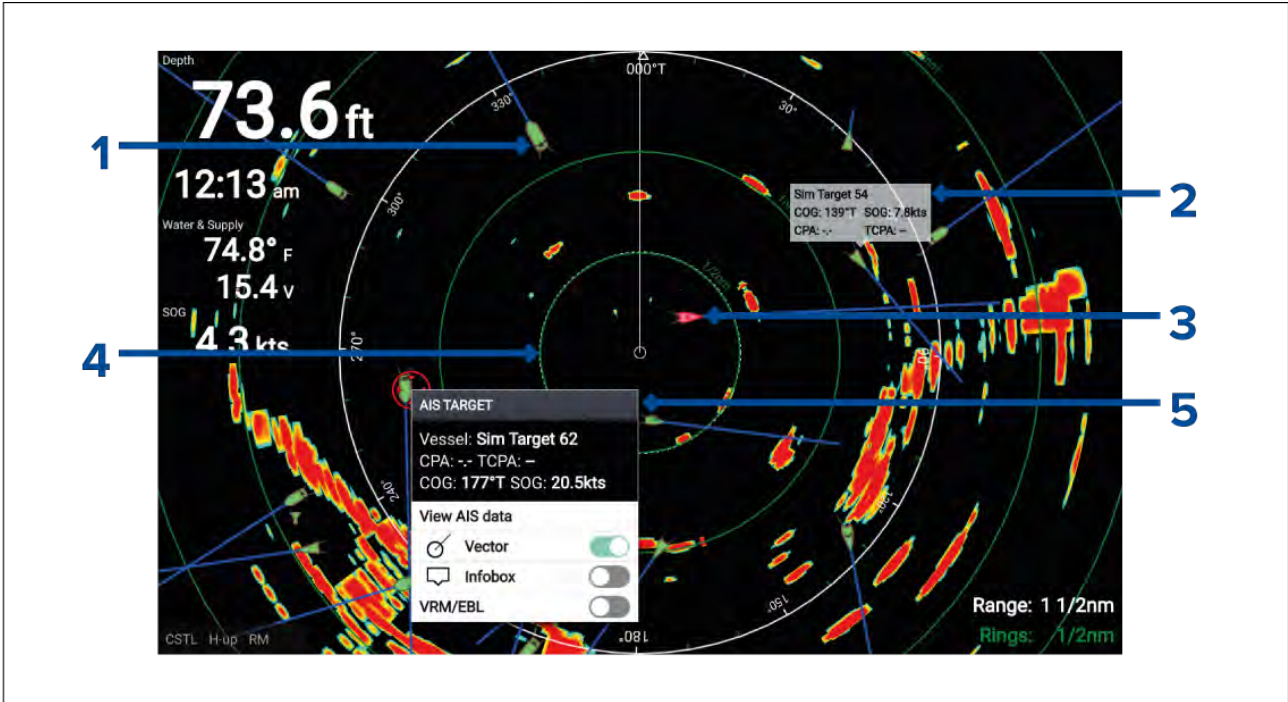 Depth
73.6 ft
12:13 am
Water & Supply
74.8° F
15.4 v
SOG
4.3 kts
CSTL H-up RM
000°T
330°
30°
300°
270°
240°
180°
150°
120°
1/2nm
Sim Target 54
COG: 139°T SOG: 7.8kts
CPA: -.- TCPA: –
AIS TARGET
Vessel: Sim Target 62
CPA: -.- TCPA: –
COG: 177°T SOG: 20.5kts
View AIS data
Vector
Infobox
VRM/EBL
Range: 1 1/2nm
Rings: 1/2nm
1
2
3
4
5